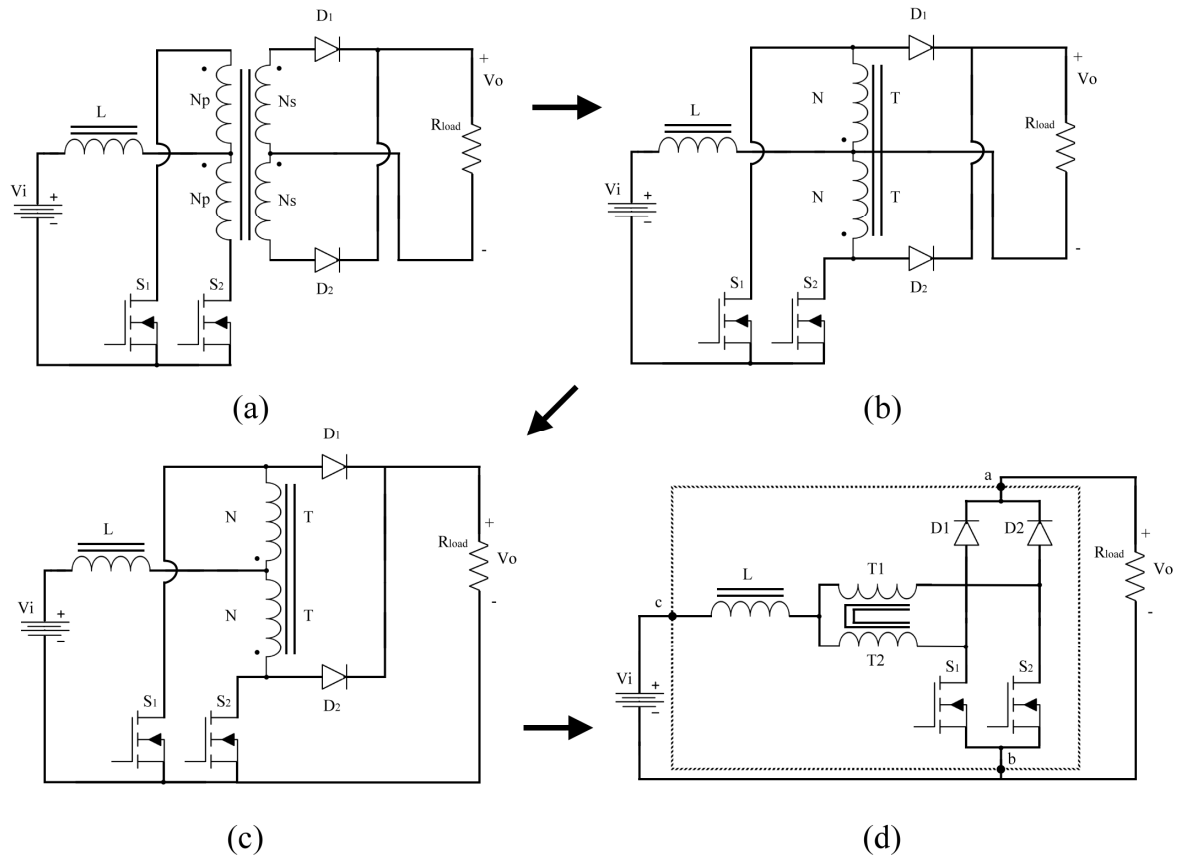 D1
+
Vo
Np
Ns
L
Rload
Vi
+
-
Np
Ns
-
D2
S1
S2
(a)
D1
+
Vo
N
T
L
Rload
Vi
+
-
N
T
-
D2
S1
S2
(b)
D1
N
T
+
L
Rload
Vo
-
Vi
+
-
N
T
S1
S2
D2
(c)
a
D1
D2
+
Rload
Vo
-
L
T1
c
T2
S1
S2
Vi
+
-
b
(d)